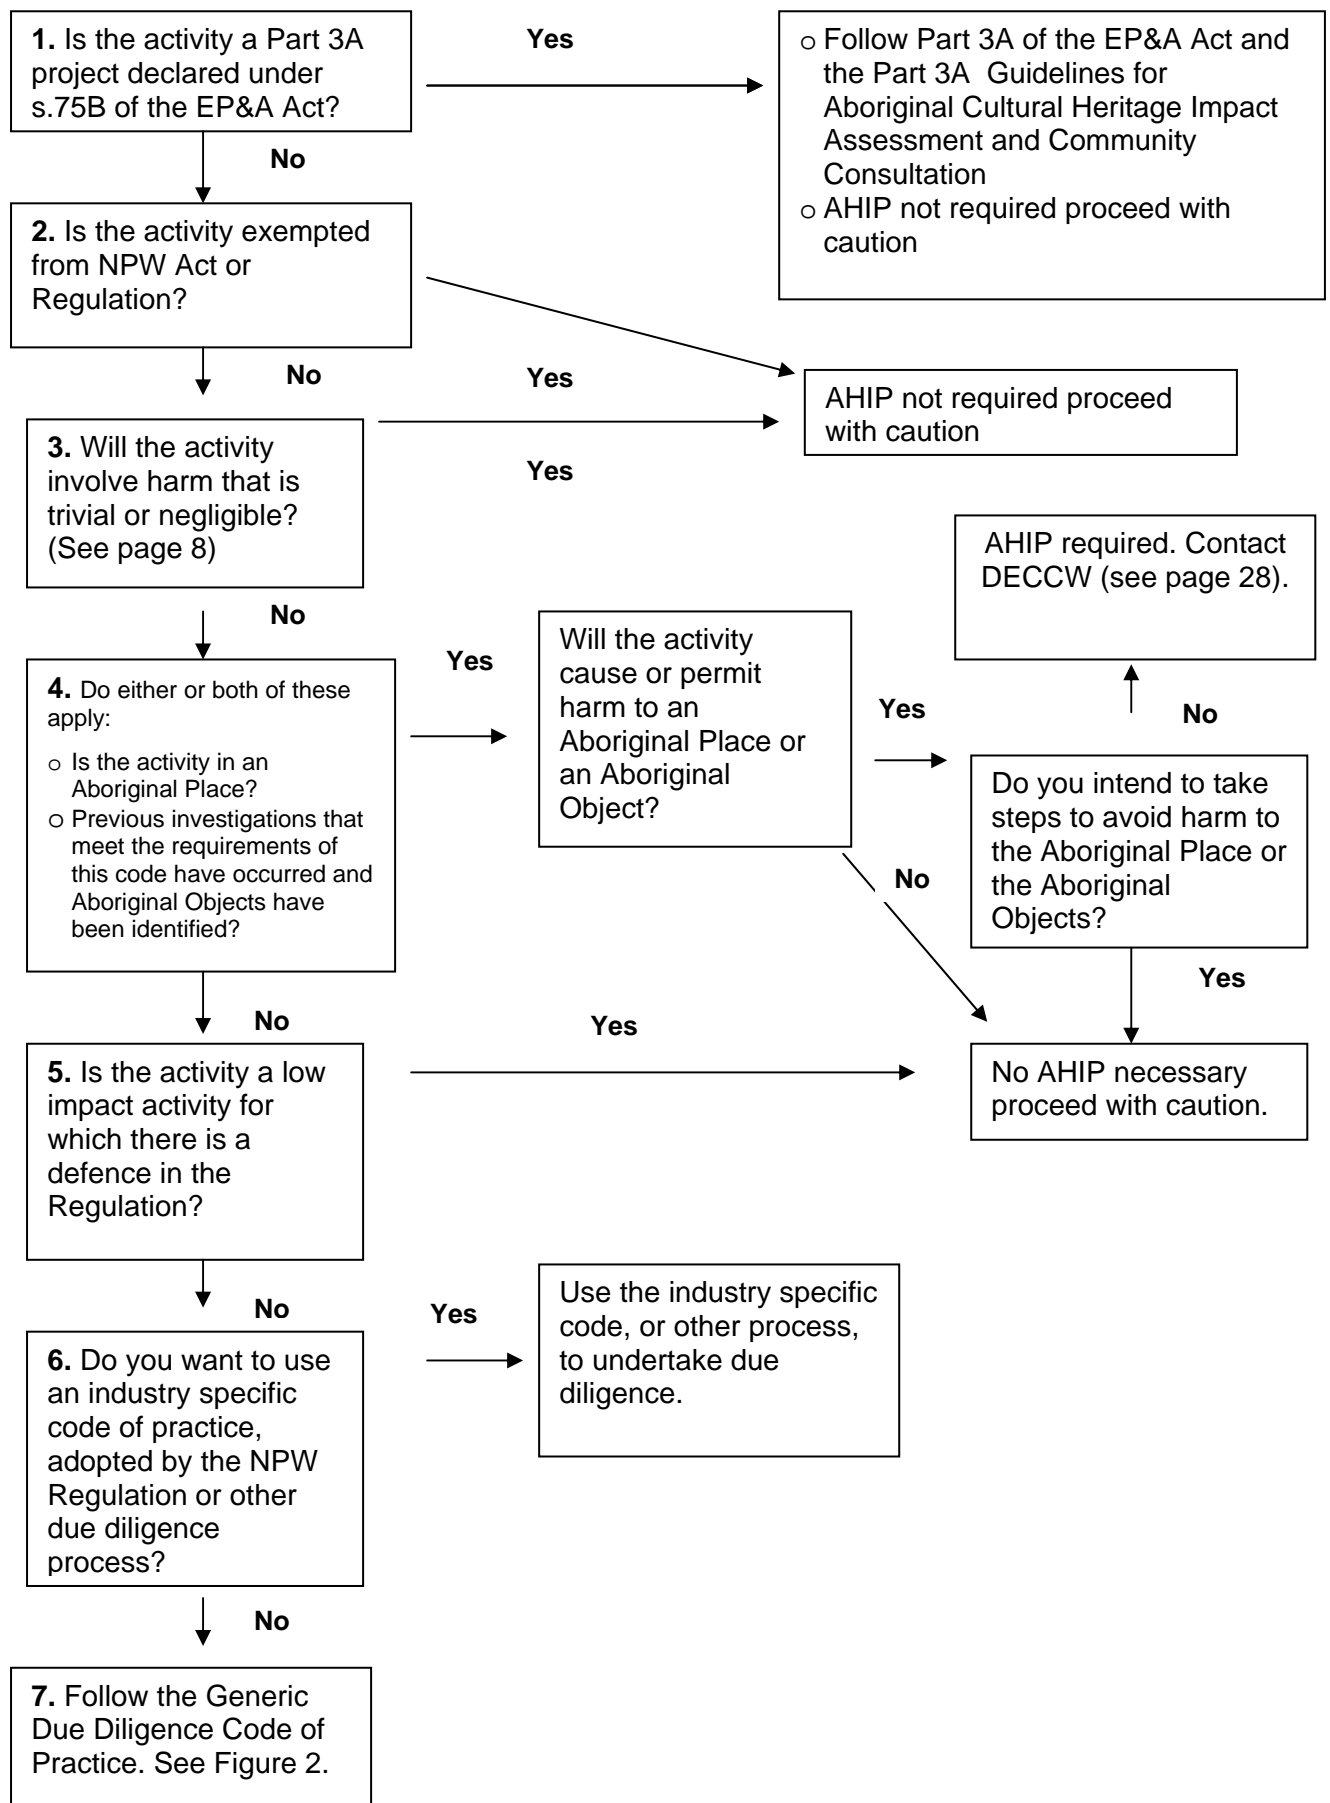 1. Is the activity a Part 3A
project declared under
s.75B of the EP&A Act?
Yes
o Follow Part 3A of the EP&A Act and
the Part 3A Guidelines for
Aboriginal Cultural Heritage Impact
Assessment and Community
Consultation
o AHIP not required proceed with
caution
No
2. Is the activity exempted
from NPW Act or
Regulation?
No
Yes
AHIP not required proceed
with caution
3. Will the activity
involve harm that is
trivial or negligible?
(See page 8)
Yes
No
4. Do either or both of these
apply:
o Is the activity in an
Aboriginal Place?
o Previous investigations that
meet the requirements of
this code have occurred and
Aboriginal Objects have
been identified?
Yes
Will the activity
cause or permit
harm to an
Aboriginal Place or
an Aboriginal
Object?
Yes
No
AHIP required. Contact
DECCW (see page 28).
No
Do you intend to take
steps to avoid harm to
the Aboriginal Place or
the Aboriginal
Objects?
Yes
No AHIP necessary
proceed with caution.
No
Yes
5. Is the activity a low
impact activity for
which there is a
defence in the
Regulation?
No
6. Do you want to use
an industry specific
code of practice,
adopted by the NPW
Regulation or other
due diligence
process?
Yes
Use the industry specific
code, or other process,
to undertake due
diligence.
No
7. Follow the Generic
Due Diligence Code of
Practice. See Figure 2.